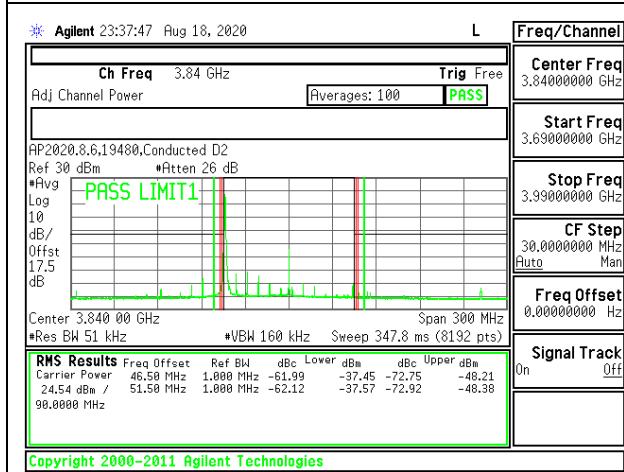 Agilent 23:37:47 Aug 18, 2020 L
Freq/Channel
Ch Freq 3.84 GHz Trig Free
Adj Channel Power Averages: 100 PASS
AP2020.8.6,19480,Conducted D2
Ref 30 dBm #Atten 26 dB
#Avg
Log
10
dB/
Offst
17.5
dB
PASS LIMIT1
Center 3.840 00 GHz Span 300 MHz
#Res BW 51 kHz #VBW 160 kHz Sweep 347.8 ms (8192 pts)
RMS Results Freq Offset Ref BW dBc Lower dBm dBc Upper dBm
Carrier Power 46.50 MHz 1.000 MHz -61.99 -37.45 -72.75 -48.21
24.54 dBm / 51.50 MHz 1.000 MHz -62.12 -37.57 -72.92 -48.38
90.0000 MHz
Center Freq
3.84000000 GHz
Start Freq
3.69000000 GHz
Stop Freq
3.99000000 GHz
CF Step
30.0000000 MHz
Auto Man
Freq Offset
0.00000000 Hz
Signal Track
On Off
Copyright 2000-2011 Agilent Technologies